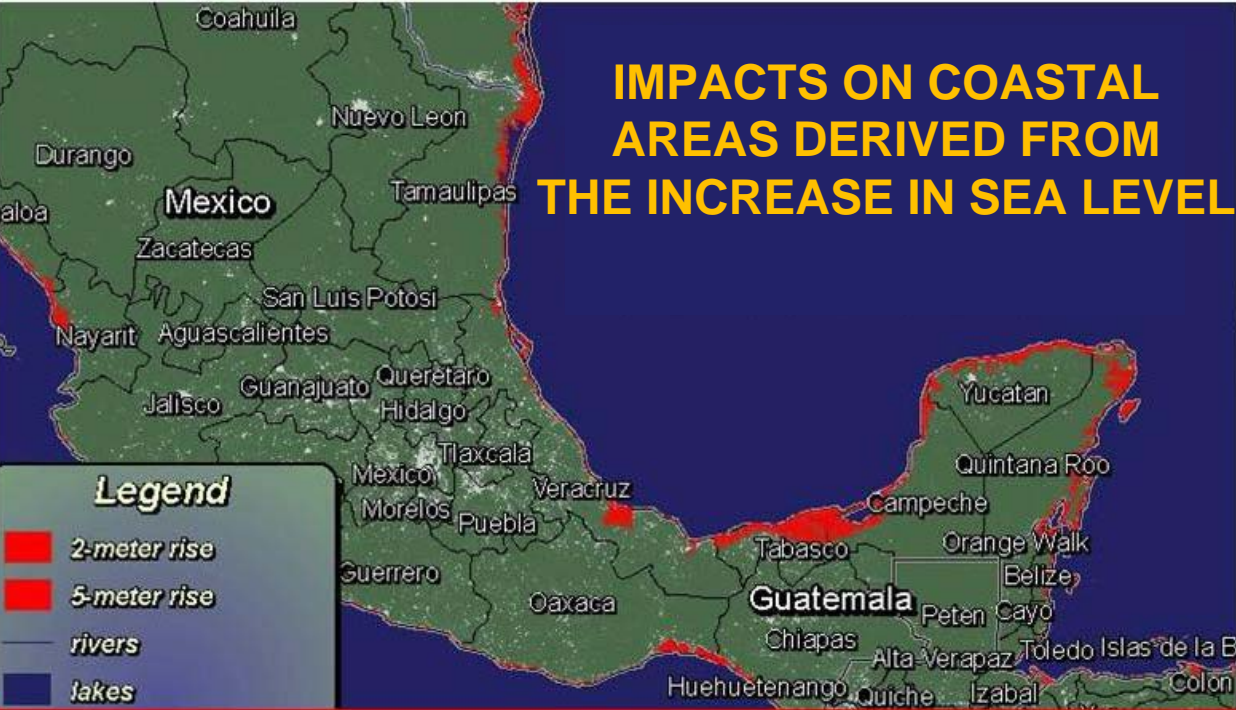 IMPACTS ON COASTAL
AREAS DERIVED FROM
THE INCREASE IN SEA LEVEL
Coahuila
Nuevo Leon
Durango
Tamaulipas
aloa
Mexico
Zacatecas
San Luis Potosi
Nayarit
Aguascalientes
Guanajuato
Queretaro
Jalisco
Hidalgo
Yucatan
Tlaxcala
Mexico
Quintana Roo
Veracruz
Morelos
Puebla
Campeche
Tabasco
Orange Walk
Guerrero
Belize
Oaxaca
Guatemala
Peten
Cayo
Chiapas
Alta Verapaz
Toledo
Islas de la B
Huehuetenango
Quiche
Izabal
Colon
Legend
2-meter rise
5-meter rise
rivers
lakes